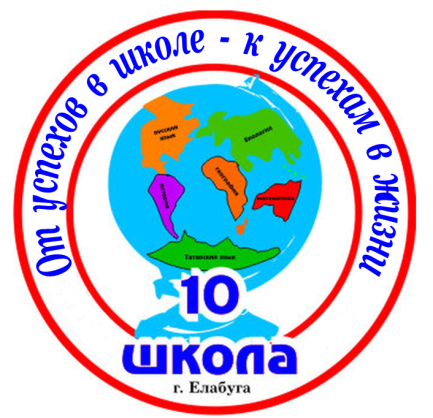 От успехов в школе - к успехам в жизни
русский
язык
биология
география
история
математика
Татарский язык
10
школа
г. Елабуга